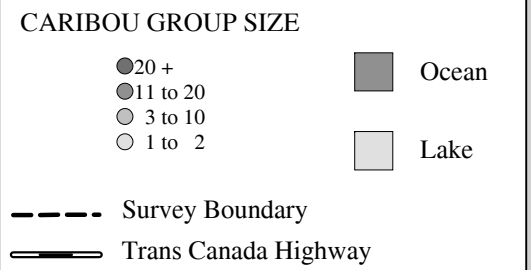 CARIBOU GROUP SIZE
20 +
11 to 20
3 to 10
1 to 2
Ocean
Lake
Survey Boundary
Trans Canada Highway